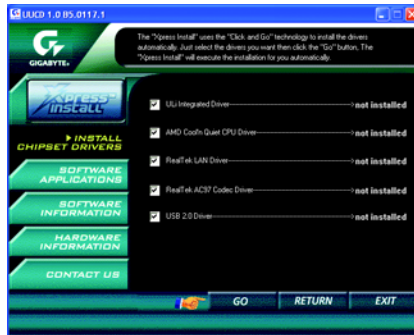 UUCD 1.0 B5.0117.1
GIGABYTE
The "Xpress Install" uses the "Click and Go" technology to install the drivers
automatically. Just select the drivers you want then click the "Go" button, The
"Xpress Install" will execute the installation for you automatically.
Xpress
INSTALL
INSTALL
CHIPSET DRIVERS
SOFTWARE
APPLICATIONS
SOFTWARE
INFORMATION
HARDWARE
INFORMATION
CONTACT US
ULi Integrated Driver not installed
AMD Cool'n Quiet CPU Driver not installed
RealTek LAN Driver not installed
RealTek AC97 Codec Driver not installed
USB 2.0 Driver not installed
GO RETURN EXIT